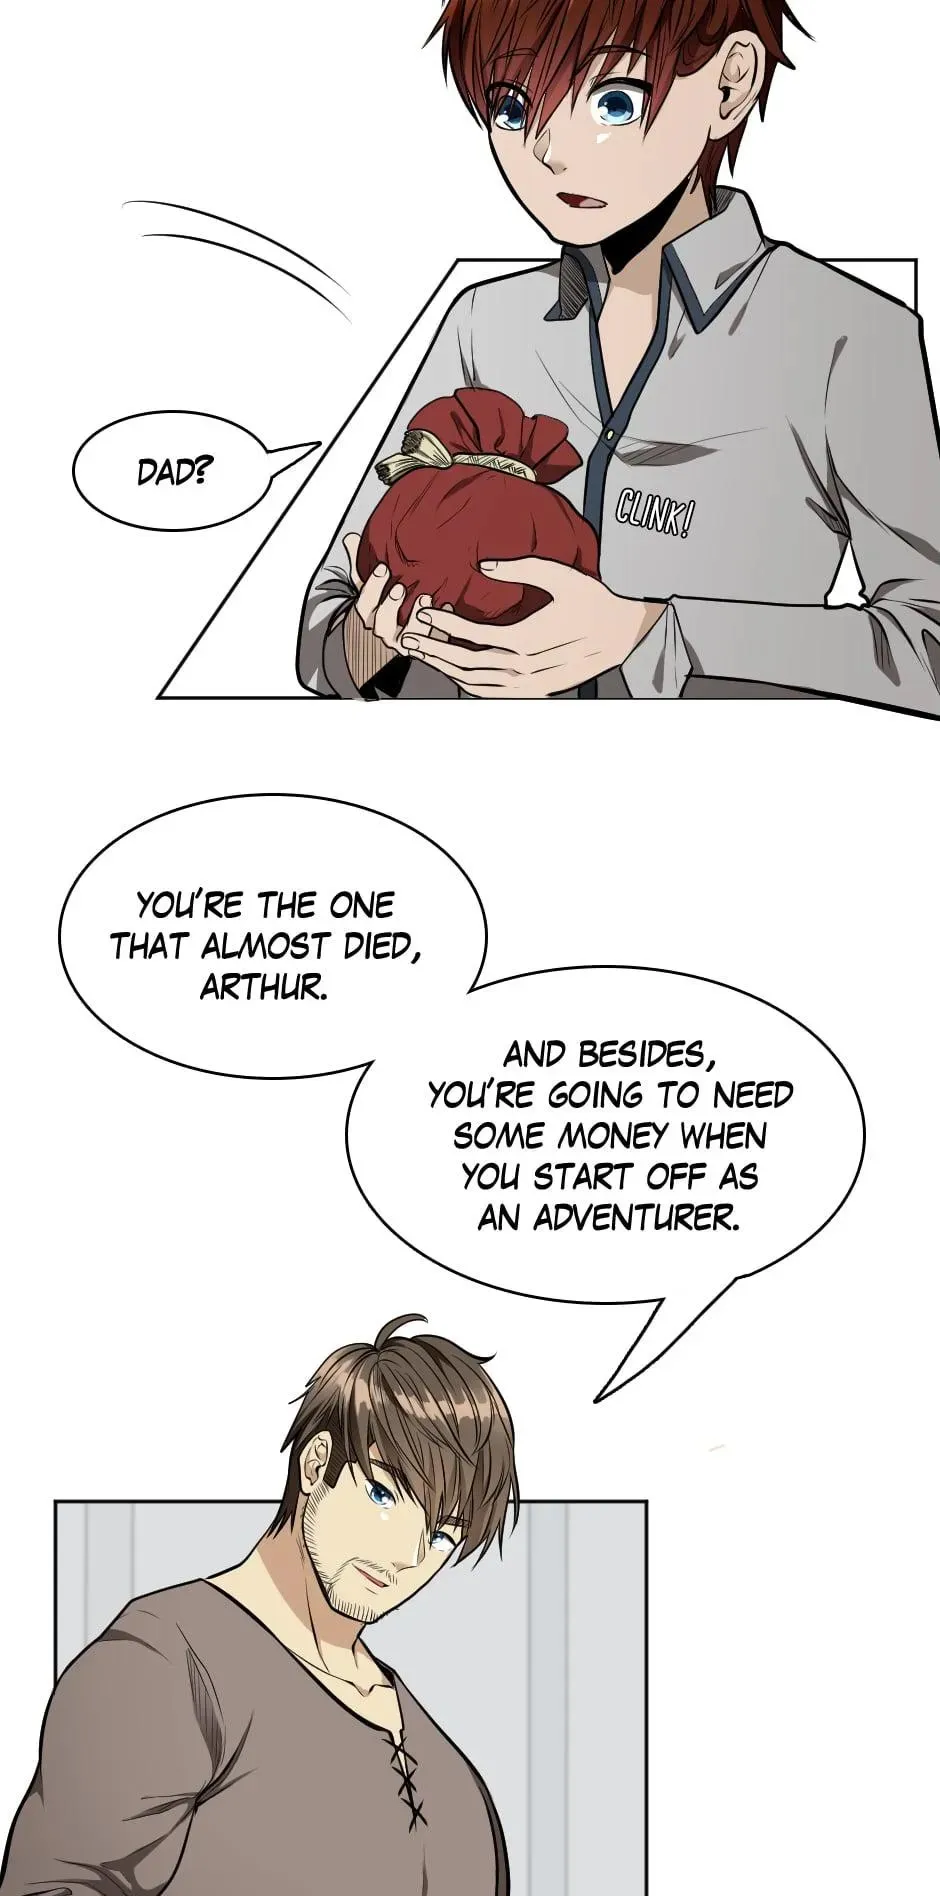 DAD?
CLINK!
YOU'RE THE ONE
THAT ALMOST DIED,
ARTHUR.
AND BESIDES,
YOU'RE GOING TO NEED
SOME MONEY WHEN
YOU START OFF AS
AN ADVENTURER.